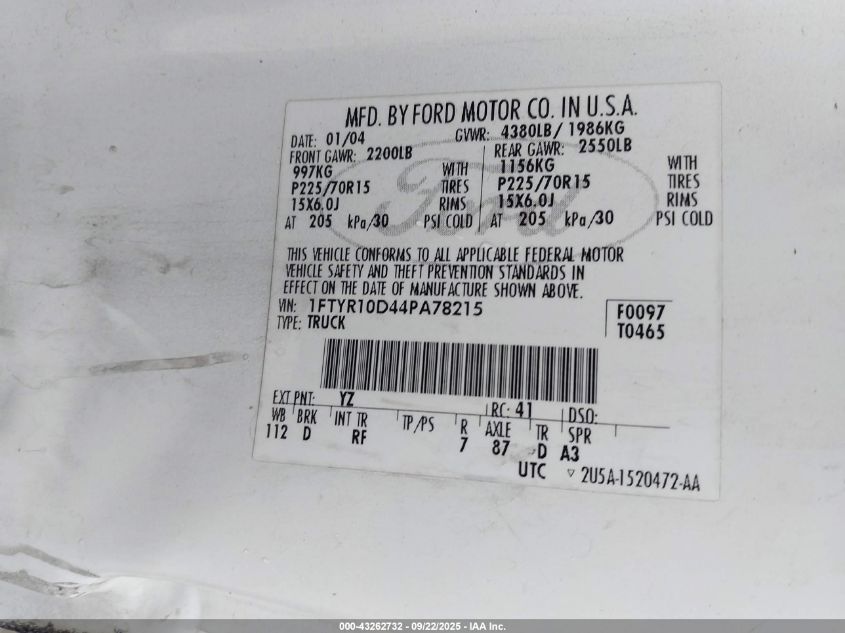 MFD. BY FORD MOTOR CO. IN U.S.A.
DATE: 01/04 GVWR: 4380LB/ 1986KG
FRONT GAWR: 2200LB REAR GAWR: 2550LB
997KG WITH 1156KG WITH
P225/70R15 TIRES P225/70R15 TIRES
15X6.0J RIMS 15X6.0J RIMS
AT 205 kPa/30 PSI COLD AT 205 kPa/30 PSI COLD
Ford
THIS VEHICLE CONFORMS TO ALL APPLICABLE FEDERAL MOTOR
VEHICLE SAFETY AND THEFT PREVENTION STANDARDS IN
EFFECT ON THE DATE OF MANUFACTURE SHOWN ABOVE.
VIN: 1FTYR10D44PA78215 F0097
TYPE: TRUCK T0465
EXT PNT: YZ RC: 41 DSO:
WB BRK INT TR TP/PS R AXLE TR SPR
112 D RF 7 87 D A3
UTC ▽ 2U5A-1520472-AA
000-43262732 - 09/22/2025 - IAA Inc.